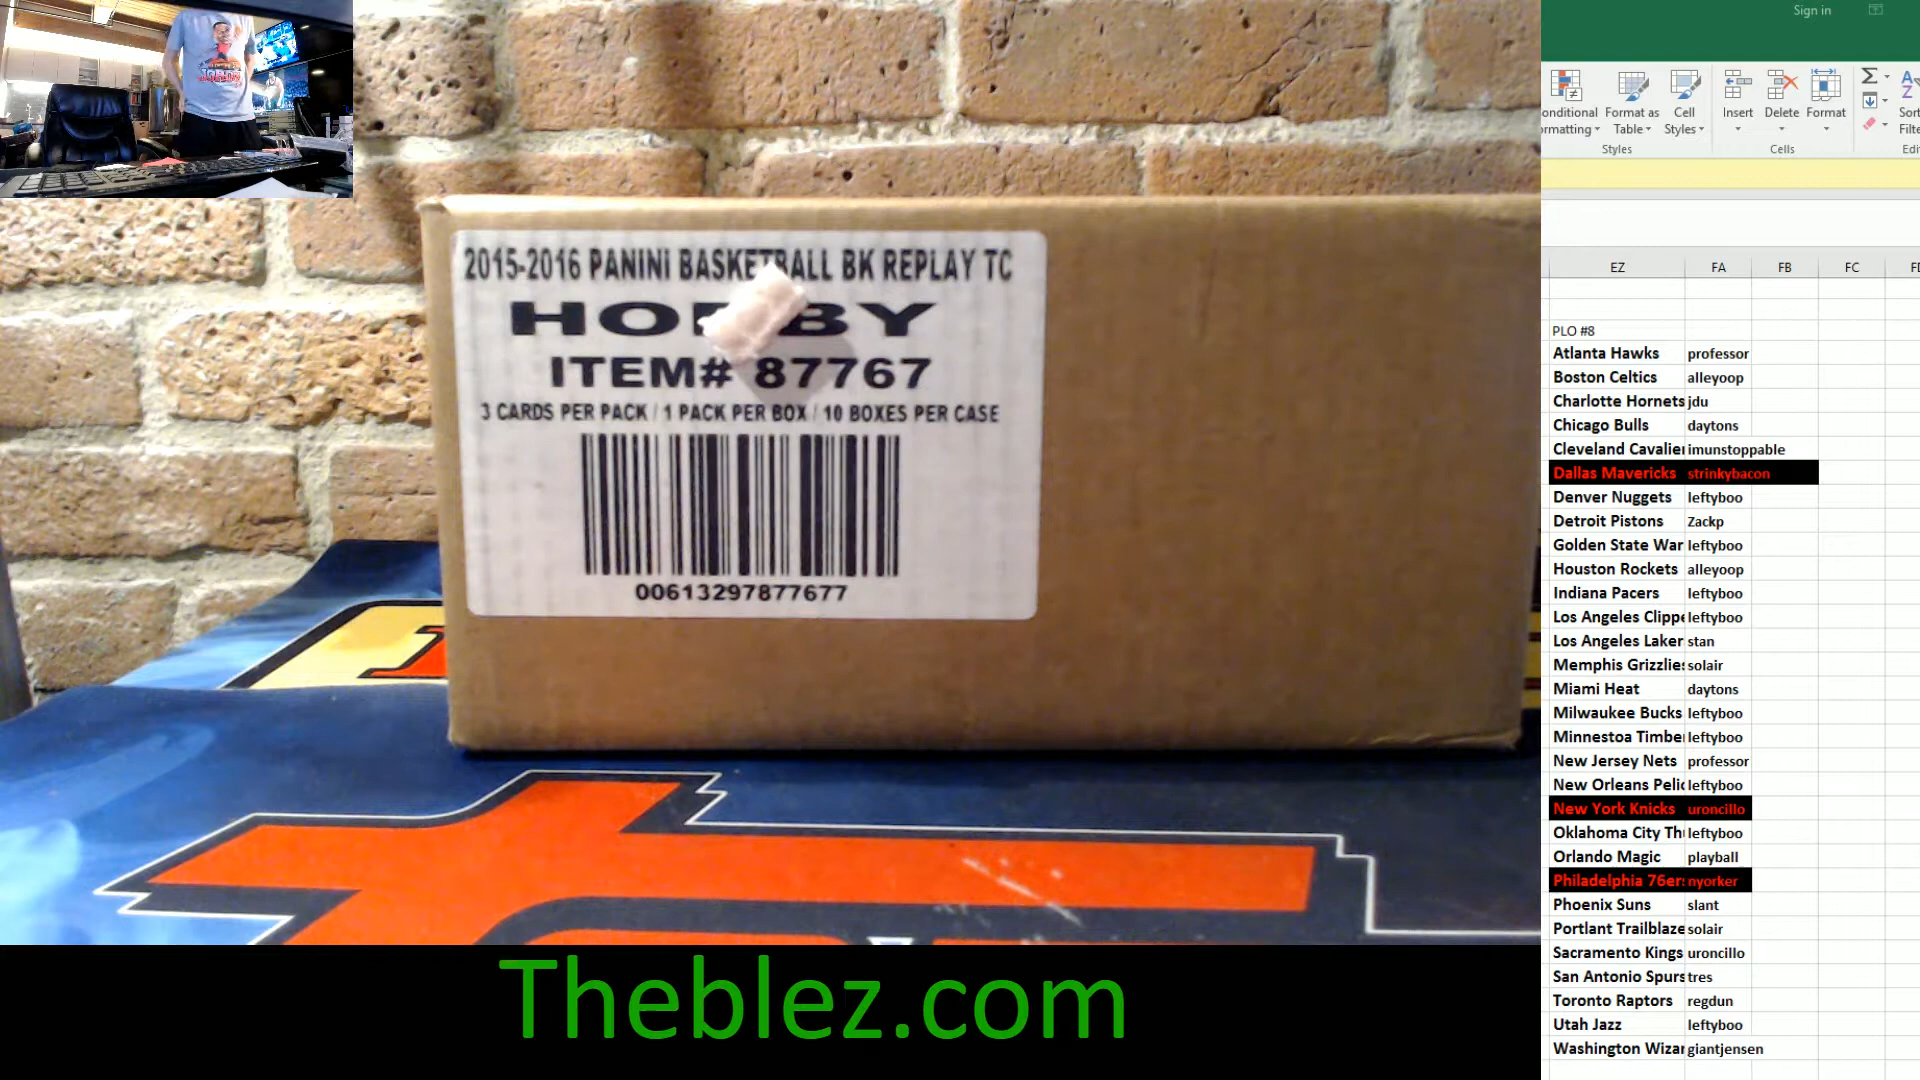 Sign in
onditional
rmatting
Format as
Table
Cell
Styles
Insert
Delete
Format
Sort
Filte
Styles
Cells
Edi
2015-2016 PANINI BASKETBALL BK REPLAY TC
HOBBY
ITEM# 87767
3 CARDS PER PACK / 1 PACK PER BOX / 10 BOXES PER CASE
00613297877677
EZ FA FB FC FD
PLO #8
Atlanta Hawks professor
Boston Celtics alleyoop
Charlotte Hornets jdu
Chicago Bulls daytons
Cleveland Cavalier imunstoppable
Dallas Mavericks strinkybacon
Denver Nuggets leftyboo
Detroit Pistons Zackp
Golden State War leftyboo
Houston Rockets alleyoop
Indiana Pacers leftyboo
Los Angeles Clippe leftyboo
Los Angeles Laker stan
Memphis Grizzlies solair
Miami Heat daytons
Milwaukee Bucks leftyboo
Minnestoa Timbe leftyboo
New Jersey Nets professor
New Orleans Pelic leftyboo
New York Knicks uroncillo
Oklahoma City Th leftyboo
Orlando Magic playball
Philadelphia 76ers nyorker
Phoenix Suns slant
Portlant Trailblaze solair
Sacramento Kings uroncillo
San Antonio Spurs tres
Toronto Raptors regdun
Utah Jazz leftyboo
Washington Wizar giantjensen
Theblez.com